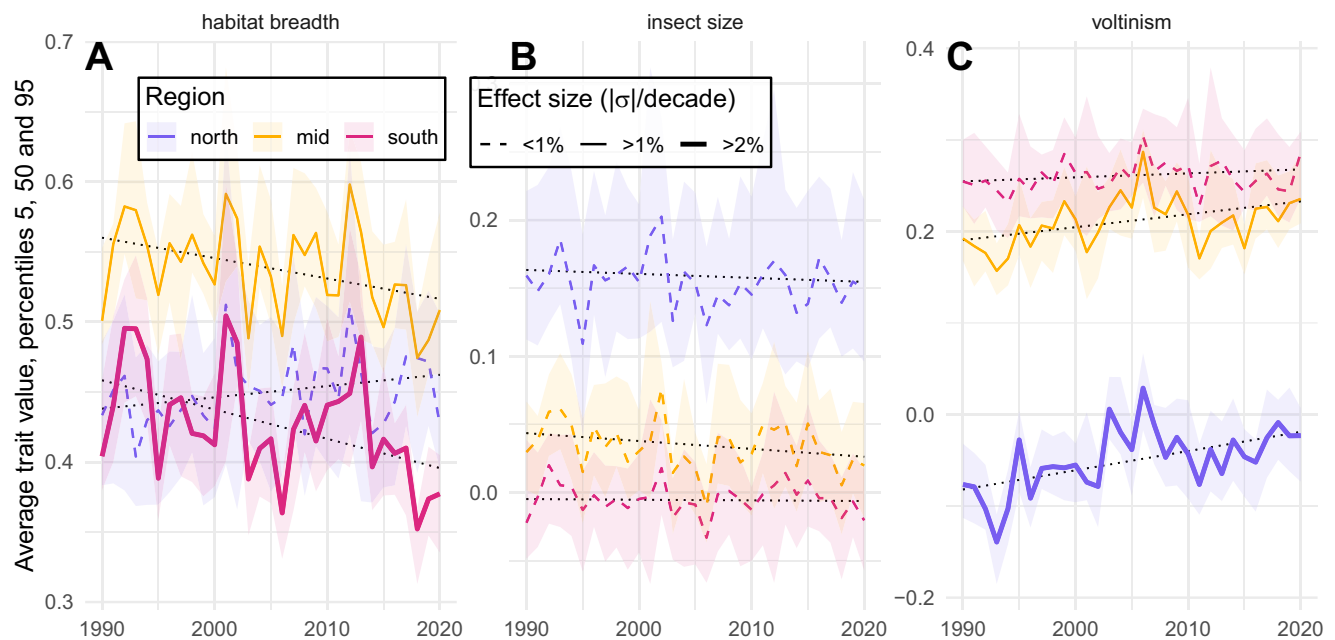 habitat breadth
insect size
voltinism
A
B
C
Average trait value, percentiles 5, 50 and 95
Region
north mid south
Effect size (|σ|/decade)
<1% >1% >2%
0.7
0.6
0.5
0.4
0.3
0.2
0.1
0.0
0.4
0.2
0.0
−0.2
1990 2000 2010 2020
1990 2000 2010 2020
1990 2000 2010 2020